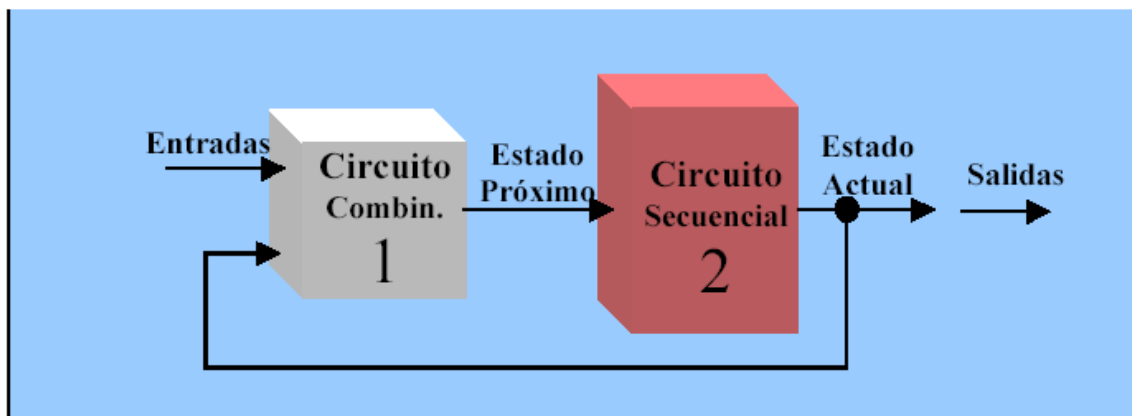 Entradas
Circuito
Combin.
1
Estado
Próximo
Circuito
Secuencial
2
Estado
Actual
Salidas